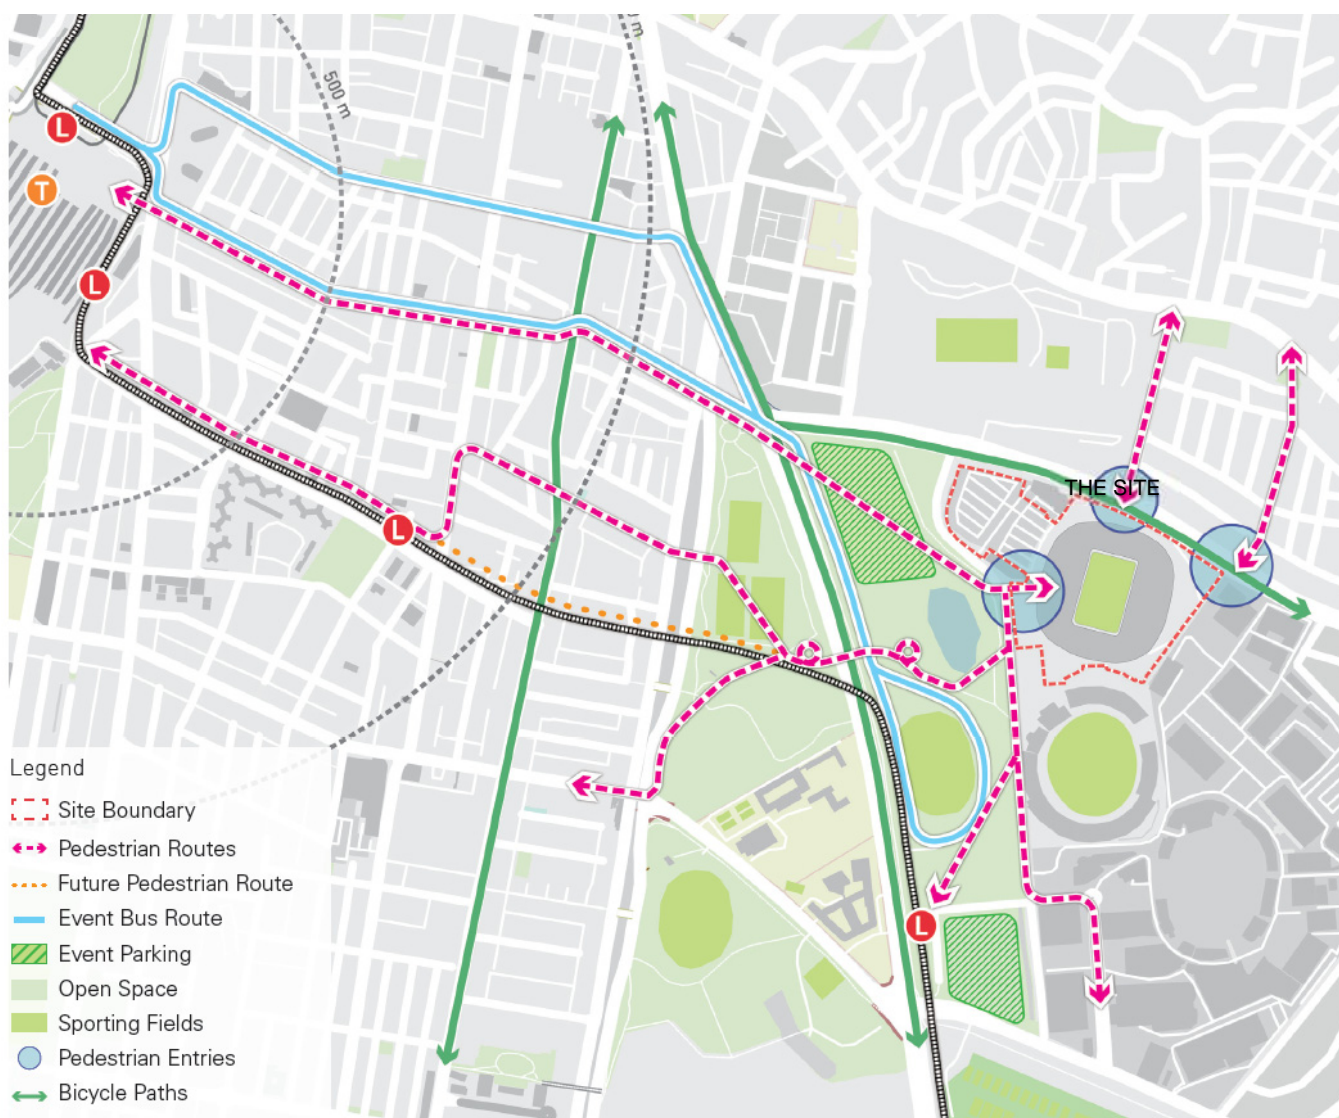 500 m
m
L
T
L
THE SITE
L
L
Legend
Site Boundary
Pedestrian Routes
Future Pedestrian Route
Event Bus Route
Event Parking
Open Space
Sporting Fields
Pedestrian Entries
Bicycle Paths